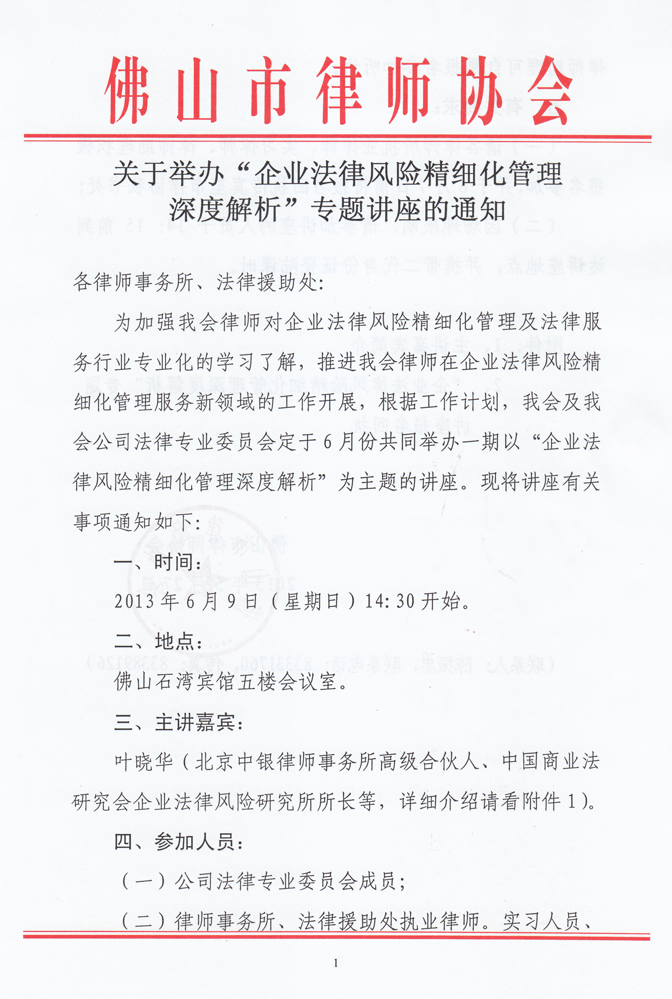 佛山市律师协会
关于举办“企业法律风险精细化管理
深度解析”专题讲座的通知
各律师事务所、法律援助处：
为加强我会律师对企业法律风险精细化管理及法律服
务行业专业化的学习了解，推进我会律师在企业法律风险精
细化管理服务新领域的工作开展，根据工作计划，我会及我
会公司法律专业委员会定于6月份共同举办一期以“企业法
律风险精细化管理深度解析”为主题的讲座。现将讲座有关
事项通知如下：
一、时间：
2013年6月9日（星期日）14：30开始。
二、地点：
佛山石湾宾馆五楼会议室。
三、主讲嘉宾：
叶晓华（北京中银律师事务所高级合伙人、中国商业法
研究会企业法律风险研究所所长等，详细介绍请看附件1）。
四、参加人员：
（一）公司法律专业委员会成员；
（二）律师事务所、法律援助处执业律师。实习人员、
1